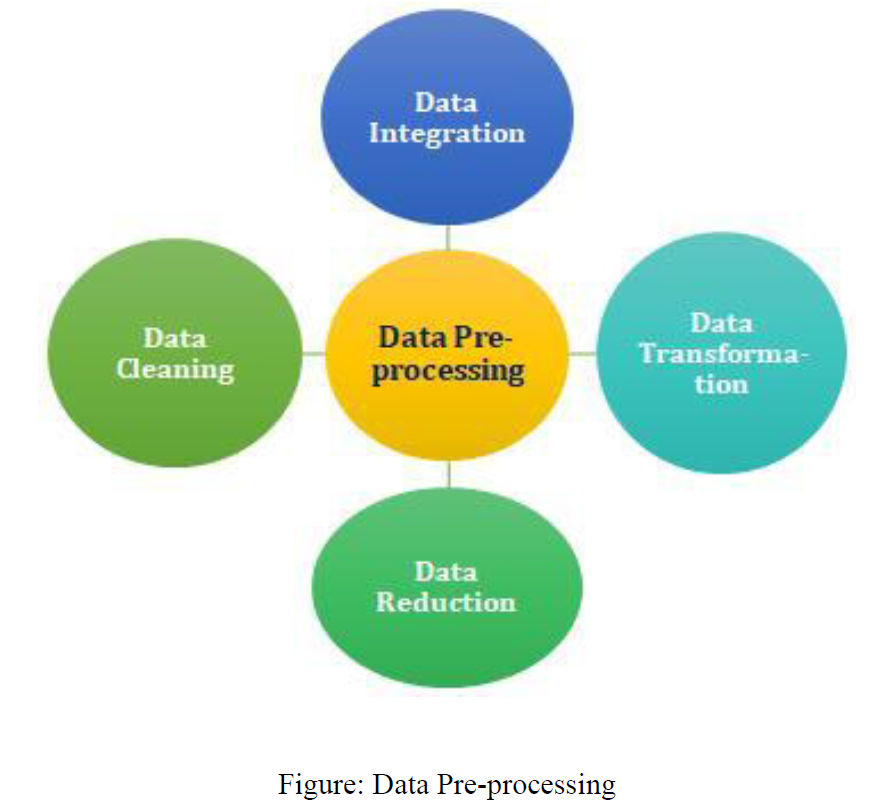 Data
Integration
Data
Cleaning
Data Pre-
processing
Data
Transforma-
tion
Data
Reduction
Figure: Data Pre-processing